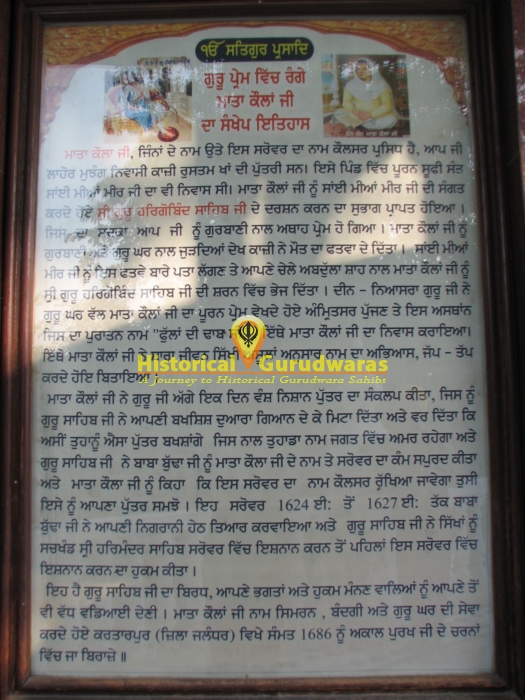 ੴ ਸਤਿਗੁਰ ਪ੍ਰਸਾਦਿ
ਗੁਰੂ ਪ੍ਰੇਮ ਵਿੱਚ ਰੰਗੇ
ਮਾਤਾ ਕੌਲਾਂ ਜੀ
ਦਾ ਸੰਖੇਪ ਇਤਿਹਾਸ
ਮਾਤਾ ਕੌਲਾ ਜੀ, ਜਿੰਨਾਂ ਦੇ ਨਾਮ ਉਤੇ ਇਸ ਸਰੋਵਰ ਦਾ ਨਾਮ ਕੌਲਸਰ ਪ੍ਰਸਿਧ ਹੈ, ਆਪ ਜੀ
ਲਾਹੋਰ ਮੁਝੰਗ ਨਿਵਾਸੀ ਕਾਜ਼ੀ ਰੁਸਤਮ ਖਾਂ ਦੀ ਪੁੱਤਰੀ ਸਨ। ਇਸੇ ਪਿੰਡ ਵਿੱਚ ਪੂਰਨ ਸੂਫੀ ਸੰਤ
ਸਾਂਈ ਮੀਆਂ ਮੀਰ ਜੀ ਦਾ ਵੀ ਨਿਵਾਸ ਸੀ। ਮਾਤਾ ਕੌਲਾਂ ਜੀ ਨੂੰ ਸਾਂਈ ਮੀਆਂ ਮੀਰ ਜੀ ਦੀ ਸੰਗਤ
ਕਰਦੇ ਹੋਏ ਸ੍ਰੀ ਗੁਰੂ ਹਰਿਗੋਬਿੰਦ ਸਾਹਿਬ ਜੀ ਦੇ ਦਰਸ਼ਨ ਕਰਨ ਦਾ ਸੁਭਾਗ ਪ੍ਰਾਪਤ ਹੋਇਆ ।
ਜਿਸ ਦਾ ਸਦਕਾ ਆਪ ਜੀ ਨੂੰ ਗੁਰਬਾਣੀ ਨਾਲ ਅਥਾਹ ਪ੍ਰੇਮ ਹੋ ਗਿਆ । ਮਾਤਾ ਕੌਲਾਂ ਜੀ ਨੂੰ
ਗੁਰਬਾਣੀ ਅਤੇ ਗੁਰੂ ਘਰ ਨਾਲ ਜੁੜਦਿਆਂ ਦੇਖ ਕਾਜ਼ੀ ਨੇ ਮੌਤ ਦਾ ਫਤਵਾ ਦੇ ਦਿੱਤਾ । ਸਾਂਈ ਮੀਆਂ
ਮੀਰ ਜੀ ਨੂੰ ਇਸ ਫਤਵੇ ਬਾਰੇ ਪਤਾ ਲੱਗਣ ਤੇ ਆਪਣੇ ਚੇਲੇ ਅਬਦੁੱਲਾ ਸ਼ਾਹ ਨਾਲ ਮਾਤਾ ਕੌਲਾਂ ਜੀ ਨੂੰ
ਸ੍ਰੀ ਗੁਰੂ ਹਰਿਗੋਬਿੰਦ ਸਾਹਿਬ ਜੀ ਦੀ ਸ਼ਰਨ ਵਿੱਚ ਭੇਜ ਦਿੱਤਾ । ਦੀਨ - ਨਿਆਸਰਾ ਗੁਰੂ ਜੀ ਨੇ
ਗੁਰੂ ਘਰ ਵੱਲ ਮਾਤਾ ਕੌਲਾਂ ਜੀ ਦਾ ਪੂਰਨ ਪ੍ਰੇਮ ਵੇਖਦੇ ਹੋਏ ਅੰਮ੍ਰਿਤਸਰ ਪੁੱਜਣ ਤੇ ਇਸ ਅਸਥਾਂਨ
ਜਿਸ ਦਾ ਪੁਰਾਤਨ ਨਾਮ "ਫੁੱਲਾਂ ਦੀ ਢਾਬ ਇੱਥੇ ਮਾਤਾ ਕੌਲਾਂ ਜੀ ਦਾ ਨਿਵਾਸ ਕਰਾਇਆ।
ਇੱਥੇ ਮਾਤਾ ਕੌਲਾਂ ਜੀ ਨੇ ਸਾਰਾ ਜੀਵਨ ਸਿੱਖੀ ਅਨਸਾਰ ਨਾਮ ਦਾ ਅਭਿਆਸ, ਜੱਪ - ਤੱਪ
ਕਰਦੇ ਹੋਏ ਬਿਤਾਇਆ ।
Historical Gurudwaras
A Journey to Historical Gurudwara Sahibs
ਮਾਤਾ ਕੌਲਾਂ ਜੀ ਨੇ ਗੁਰੂ ਜੀ ਅੱਗੇ ਇਕ ਦਿਨ ਵੰਸ਼ ਨਿਸ਼ਾਨ ਪੁੱਤਰ ਦਾ ਸੰਕਲਪ ਕੀਤਾ, ਜਿਸ ਨੂੰ
ਗੁਰੂ ਸਾਹਿਬ ਜੀ ਨੇ ਆਪਣੀ ਬਖਸ਼ਿਸ਼ ਦੁਆਰਾ ਗਿਆਨ ਦੇ ਕੇ ਮਿਟਾ ਦਿੱਤਾ ਅਤੇ ਵਰ ਦਿੱਤਾ ਕਿ
ਅਸੀਂ ਤੁਹਾਨੂੰ ਐਸਾ ਪੁੱਤਰ ਬਖਸ਼ਾਂਗੇ ਜਿਸ ਨਾਲ ਤੁਹਾਡਾ ਨਾਮ ਜਗਤ ਵਿੱਚ ਅਮਰ ਰਹੇਗਾ ਅਤੇ
ਗੁਰੂ ਸਾਹਿਬ ਜੀ ਨੇ ਬਾਬਾ ਬੁੱਢਾ ਜੀ ਨੂੰ ਮਾਤਾ ਕੌਲਾ ਜੀ ਦੇ ਨਾਮ ਤੇ ਸਰੋਵਰ ਦਾ ਕੰਮ ਸਪੁਰਦ ਕੀਤਾ
ਅਤੇ ਮਾਤਾ ਕੌਲਾ ਜੀ ਨੂੰ ਕਿਹਾ ਕਿ ਇਸ ਸਰੋਵਰ ਦਾ ਨਾਮ ਕੌਲਸਰ ਰੁੱਖਿਆ ਜਾਵੇਗਾ ਤੁਸੀ
ਇਸੇ ਨੂੰ ਆਪਣਾ ਪੁੱਤਰ ਸਮਝੋ । ਇਹ ਸਰੋਵਰ 1624 ਈ: ਤੋਂ 1627 ਈ: ਤੱਕ ਬਾਬਾ
ਬੁੱਢਾ ਜੀ ਨੇ ਆਪਣੀ ਨਿਗਰਾਨੀ ਹੇਠ ਤਿਆਰ ਕਰਵਾਇਆ ਅਤੇ ਗੁਰੂ ਸਾਹਿਬ ਜੀ ਨੇ ਸਿੱਖਾਂ ਨੂੰ
ਸਚਖੰਡ ਸ੍ਰੀ ਹਰਿਮੰਦਰ ਸਾਹਿਬ ਸਰੋਵਰ ਵਿੱਚ ਇਸ਼ਨਾਨ ਕਰਨ ਤੋਂ ਪਹਿਲਾਂ ਇਸ ਸਰੋਵਰ ਵਿੱਚ
ਇਸ਼ਨਾਨ ਕਰਨ ਦਾ ਹੁਕਮ ਕੀਤਾ ।
ਇਹ ਹੈ ਗੁਰੂ ਸਾਹਿਬ ਜੀ ਦਾ ਬਿਰਧ, ਆਪਣੇ ਭਗਤਾਂ ਅਤੇ ਹੁਕਮ ਮੰਨਣ ਵਾਲਿਆਂ ਨੂੰ ਆਪਣੇ ਤੋਂ
ਵੀ ਵੱਧ ਵਡਿਆਈ ਦੇਣੀ । ਮਾਤਾ ਕੌਲਾਂ ਜੀ ਨਾਮ ਸਿਮਰਨ , ਬੰਦਗੀ ਅਤੇ ਗੁਰੂ ਘਰ ਦੀ ਸੇਵਾ
ਕਰਦੇ ਹੋਏ ਕਰਤਾਰਪੁਰ (ਜ਼ਿਲਾ ਜਲੰਧਰ) ਵਿਖੇ ਸੰਮਤ 1686 ਨੂੰ ਅਕਾਲ ਪੁਰਖ ਜੀ ਦੇ ਚਰਨਾਂ
ਵਿੱਚ ਜਾ ਬਿਰਾਜ਼ੇ ॥